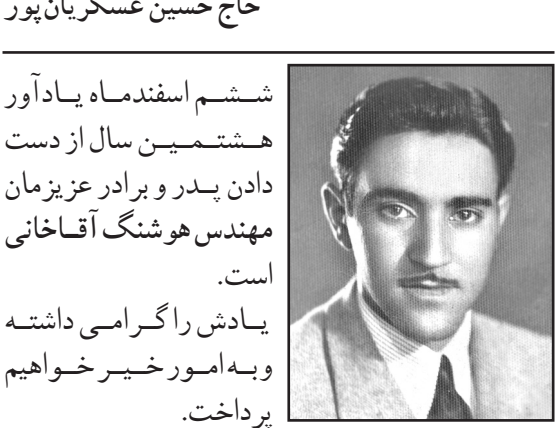 حاج حسین عسکریان‌پور
ششم اسفندماه یادآور
هشتمین سال از دست
دادن پدر و برادر عزیزمان
مهندس هوشنگ آقاخانی
است.
یادش را گرامی داشته
وبه امور خیر خواهیم
پرداخت.